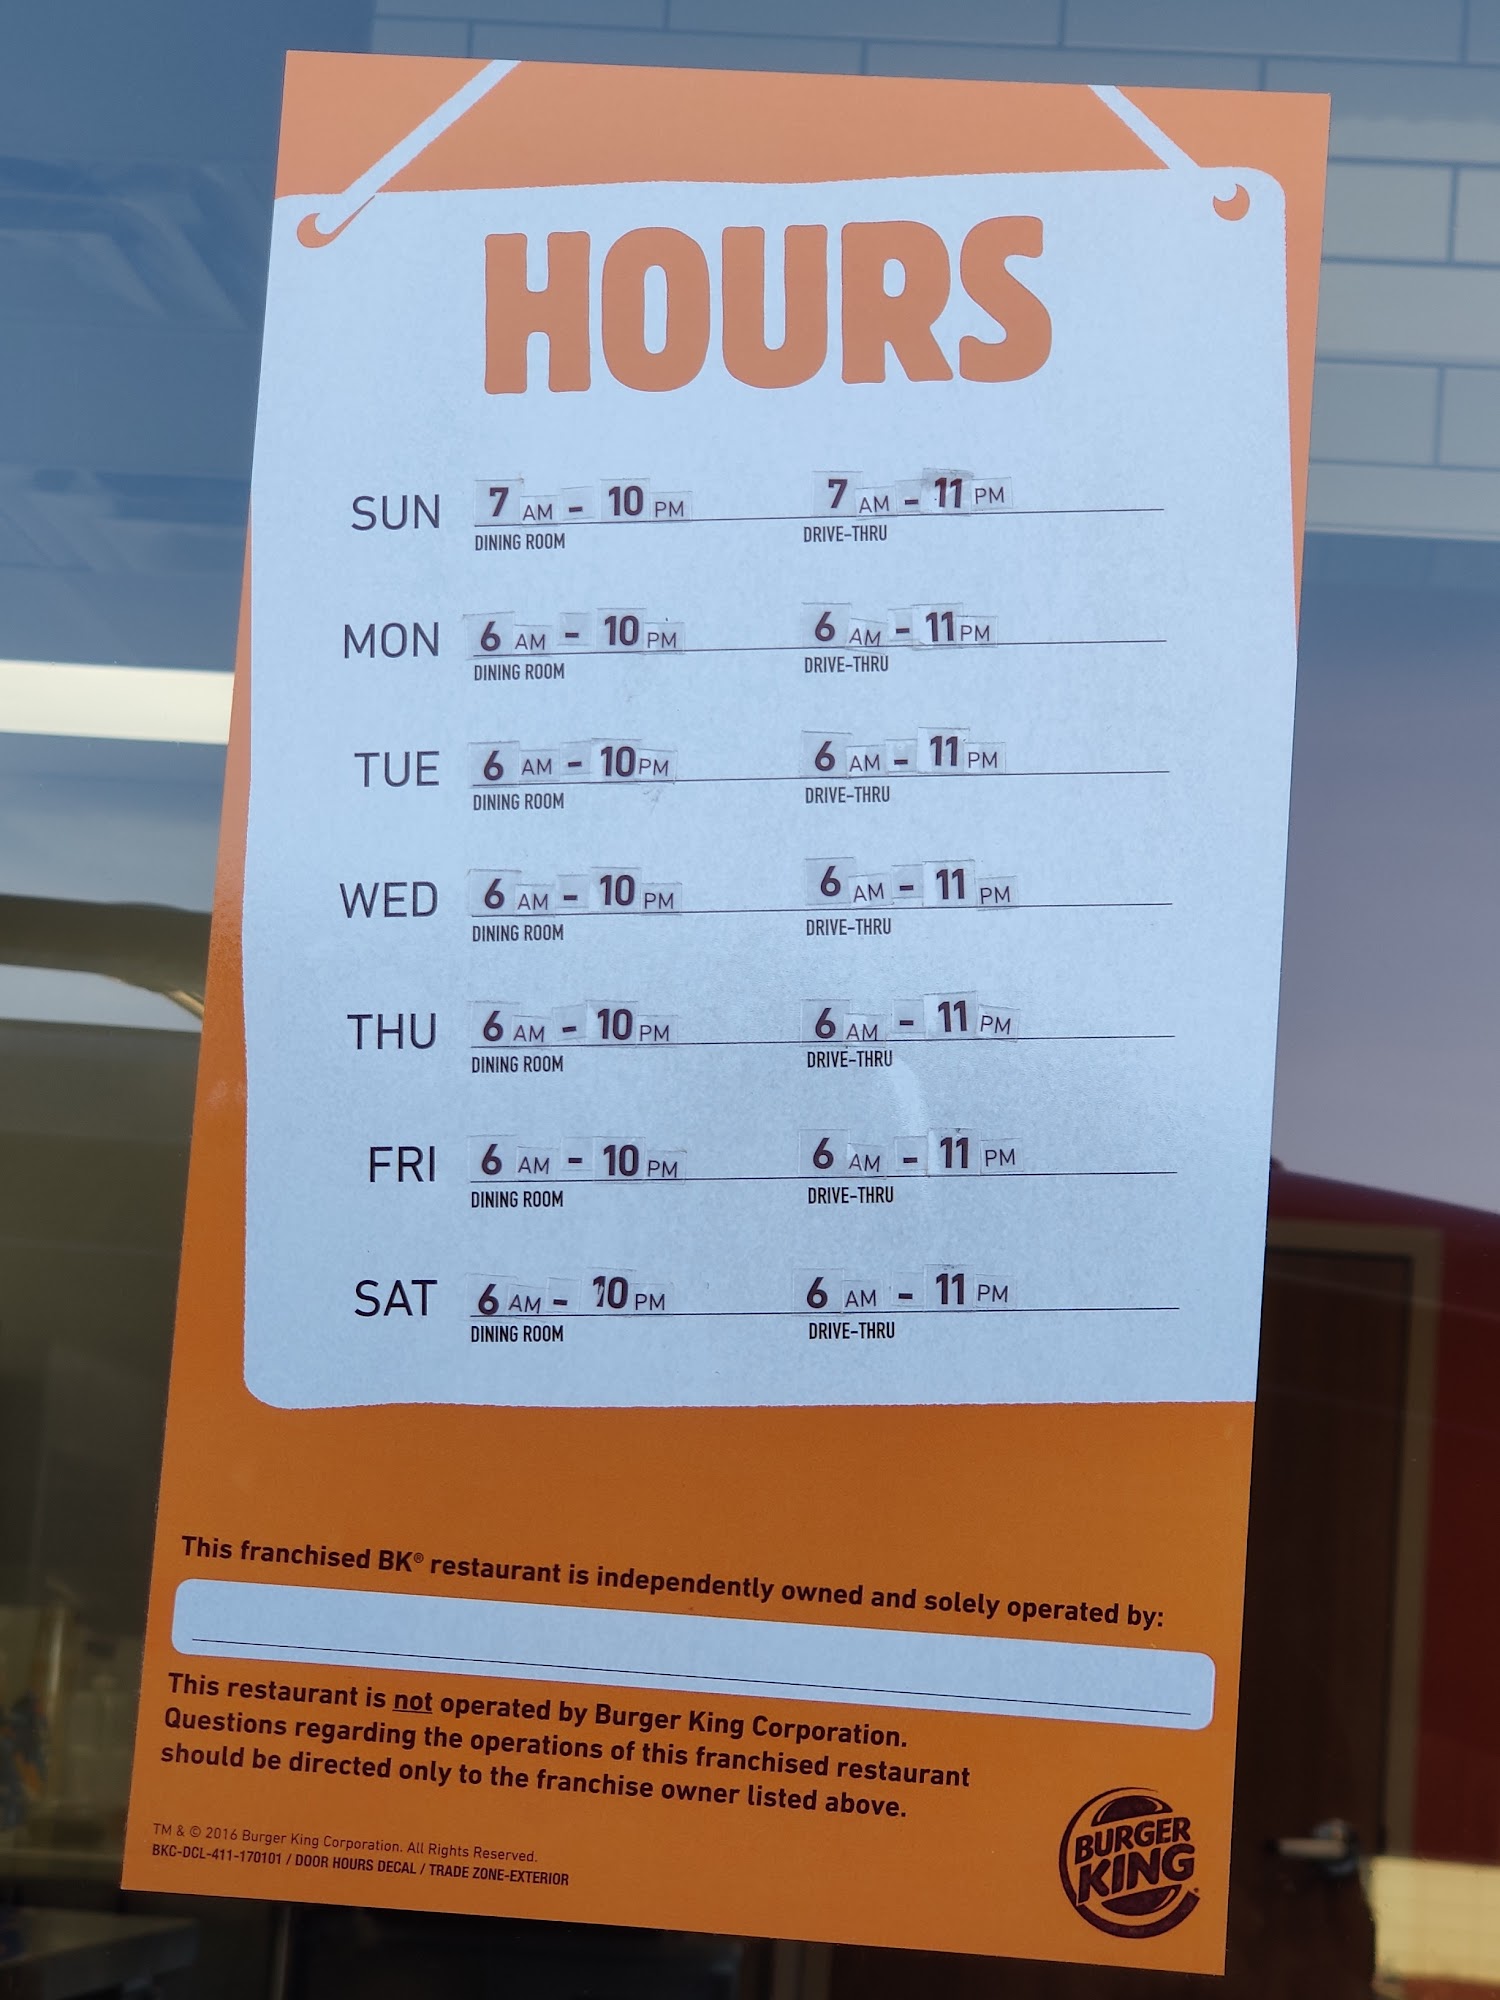 HOURS
SUN 7 AM - 10 PM 7 AM - 11 PM
DINING ROOM DRIVE-THRU
MON 6 AM - 10 PM 6 AM - 11 PM
DINING ROOM DRIVE-THRU
TUE 6 AM - 10 PM 6 AM - 11 PM
DINING ROOM DRIVE-THRU
WED 6 AM - 10 PM 6 AM - 11 PM
DINING ROOM DRIVE-THRU
THU 6 AM - 10 PM 6 AM - 11 PM
DINING ROOM DRIVE-THRU
FRI 6 AM - 10 PM 6 AM - 11 PM
DINING ROOM DRIVE-THRU
SAT 6 AM - 10 PM 6 AM - 11 PM
DINING ROOM DRIVE-THRU
This franchised BK® restaurant is independently owned and solely operated by:
This restaurant is not operated by Burger King Corporation.
Questions regarding the operations of this franchised restaurant
should be directed only to the franchise owner listed above.
TM & © 2016 Burger King Corporation. All Rights Reserved.
BKC-DCL-411-170101 / DOOR HOURS DECAL / TRADE ZONE-EXTERIOR
BURGER
KING